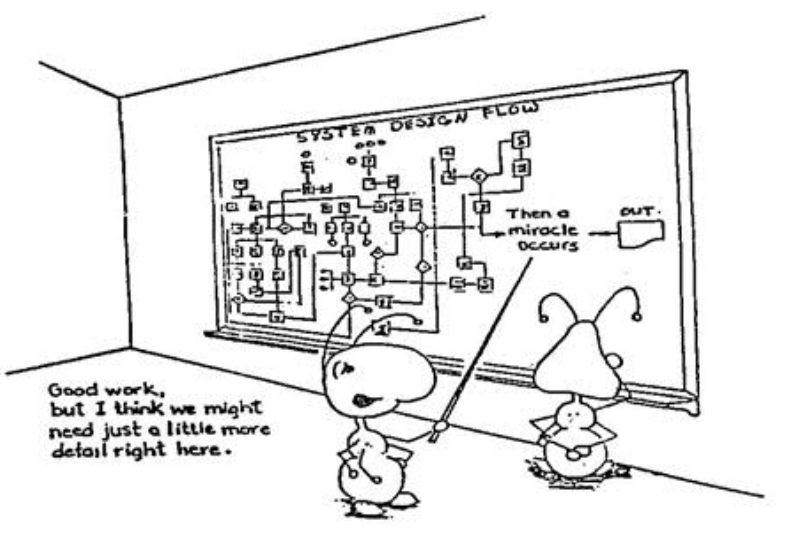 SYSTEM DESIGN FLOW
Then a
miracle
occurs
OUT.
Good work,
but I think we might
need just a little more
detail right here.